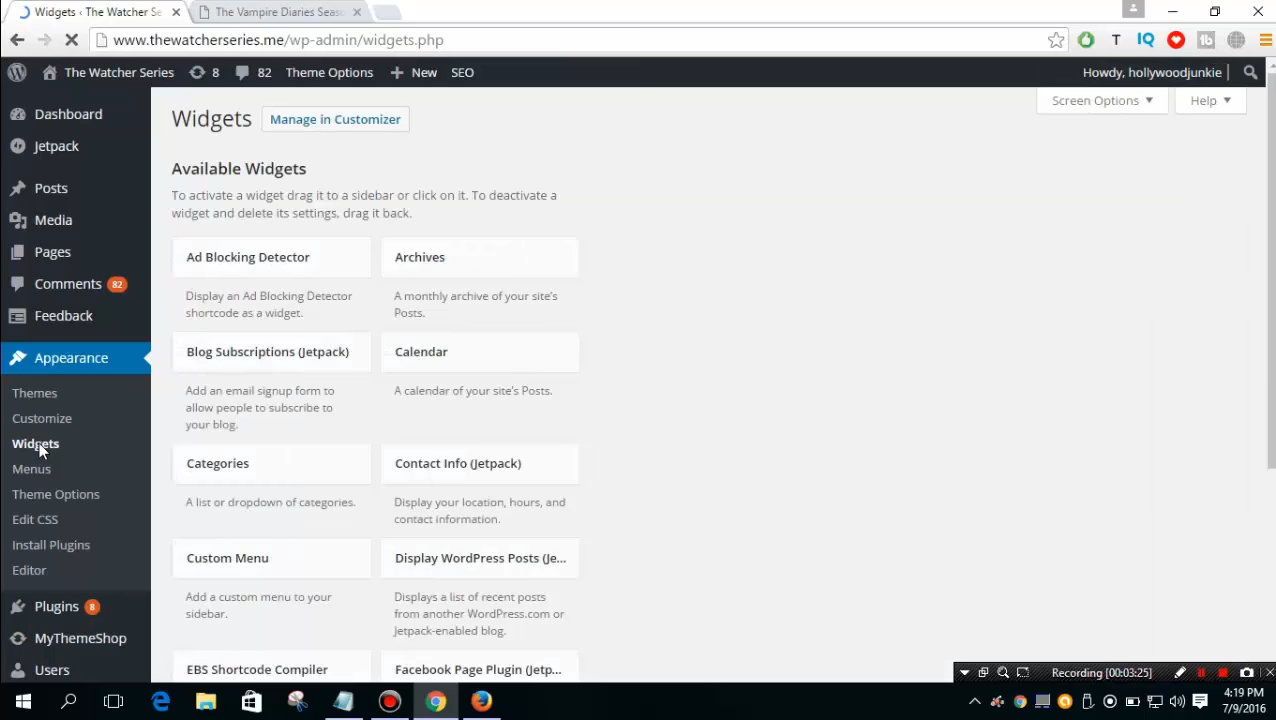 Widgets ‹ The Watcher Se
The Vampire Diaries Seas
www.thewatcherseries.me/wp-admin/widgets.php
T IQ tb
The Watcher Series 8 82 Theme Options New SEO Howdy, hollywoodjunkie
Screen Options Help
Dashboard
Jetpack
Posts
Media
Pages
Comments 82
Feedback
Appearance
Themes
Customize
Widgets
Menus
Theme Options
Edit CSS
Install Plugins
Editor
Plugins 8
MyThemeShop
Users
Widgets Manage in Customizer
Available Widgets
To activate a widget drag it to a sidebar or click on it. To deactivate a
widget and delete its settings, drag it back.
Ad Blocking Detector
Display an Ad Blocking Detector
shortcode as a widget.
Archives
A monthly archive of your site's
Posts.
Blog Subscriptions (Jetpack)
Add an email signup form to
allow people to subscribe to
your blog.
Calendar
A calendar of your site's Posts.
Categories
A list or dropdown of categories.
Contact Info (Jetpack)
Display your location, hours, and
contact information.
Custom Menu
Add a custom menu to your
sidebar.
Display WordPress Posts (Je...
Displays a list of recent posts
from another WordPress.com or
Jetpack-enabled blog.
EBS Shortcode Compiler
Facebook Page Plugin (Jetp...
Recording [00:03:25]
4:19 PM
7/9/2016